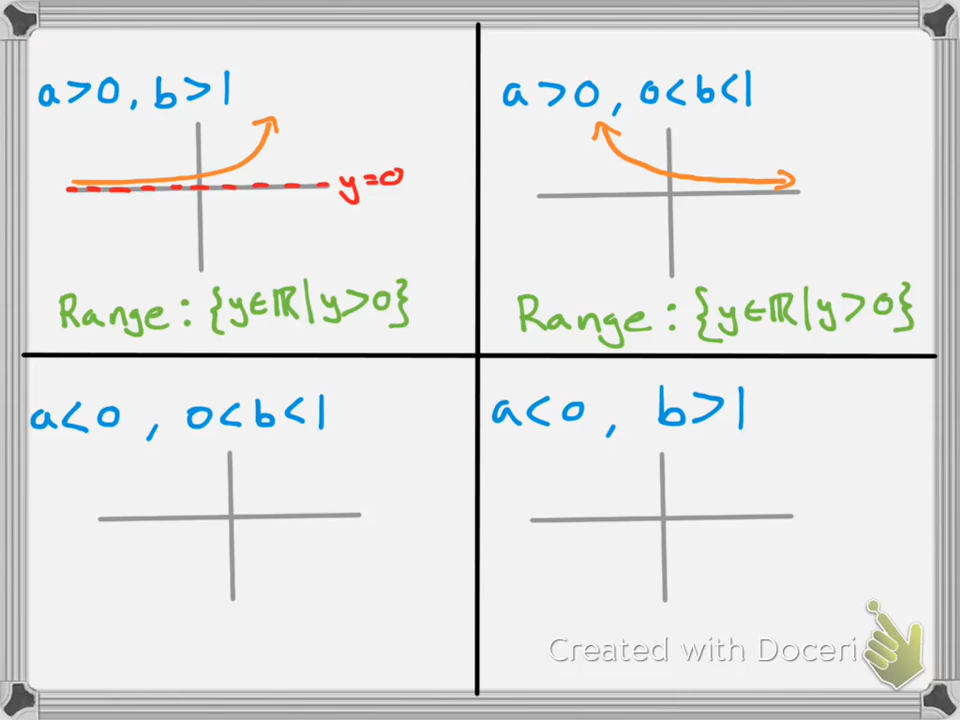 a>0, b>1
y=0
Range: {y∈ℝ|y>0}
a>0, 0<b<1
Range: {y∈ℝ|y>0}
a<0, 0<b<1
a<0, b>1
Created with Doceri